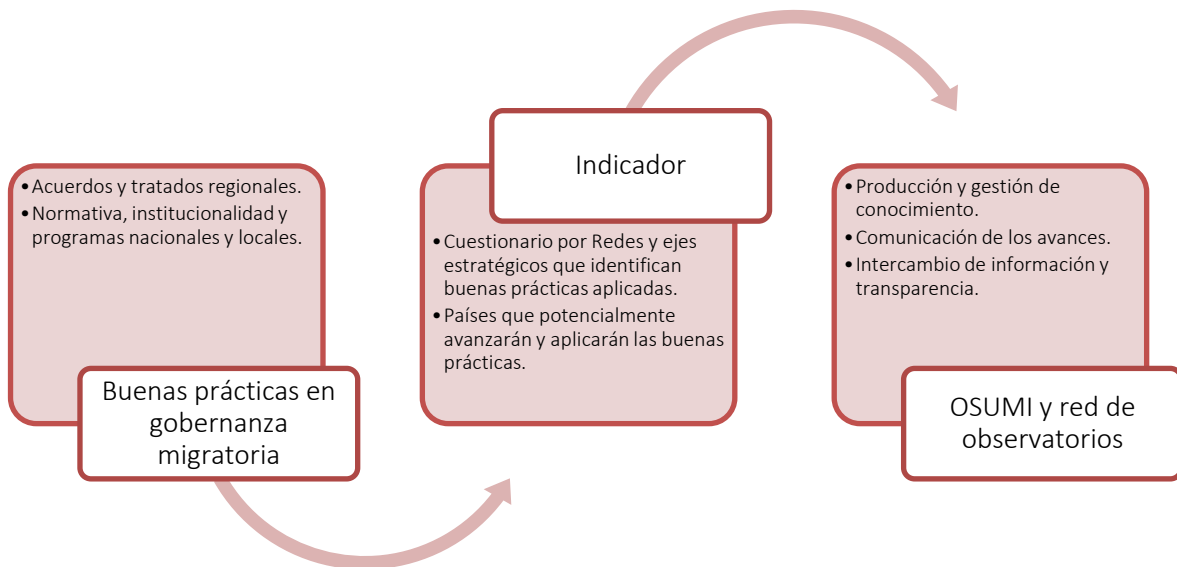 • Acuerdos y tratados regionales.
• Normativa, institucionalidad y
programas nacionales y locales.
Buenas prácticas en
gobernanza
migratoria
Indicador
• Cuestionario por Redes y ejes
estratégicos que identifican
buenas prácticas aplicadas.
• Países que potencialmente
avanzarán y aplicarán las buenas
prácticas.
• Producción y gestión de
conocimiento.
• Comunicación de los avances.
• Intercambio de información y
transparencia.
OSUMI y red de
observatorios